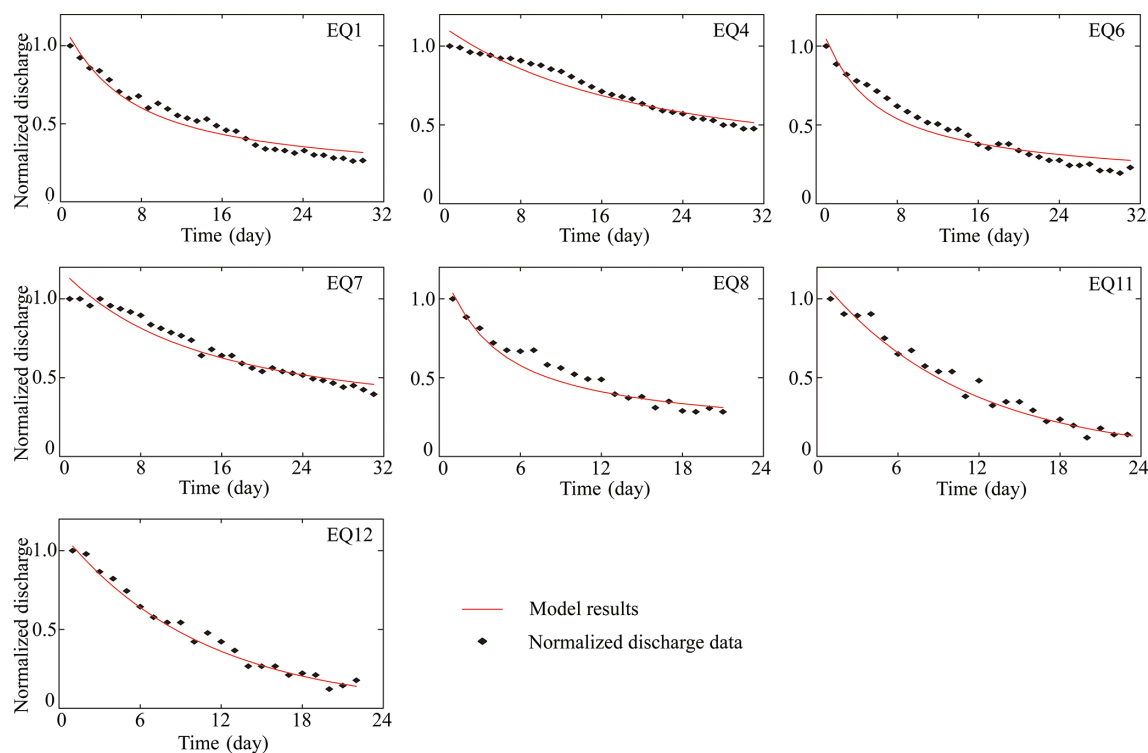 EQ1
Normalized discharge
1.0
0.5
0
0 8 16 24 32
Time (day)
EQ4
1.0
0.5
0
0 8 16 24 32
Time (day)
EQ6
1.0
0.5
0
0 8 16 24 32
Time (day)
EQ7
Normalized discharge
1.0
0.5
0
0 8 16 24 32
Time (day)
EQ8
1.0
0.5
0
0 6 12 18 24
Time (day)
EQ11
1.0
0.5
0
0 6 12 18 24
Time (day)
EQ12
Normalized discharge
1.0
0.5
0
0 6 12 18 24
Time (day)
Model results
Normalized discharge data